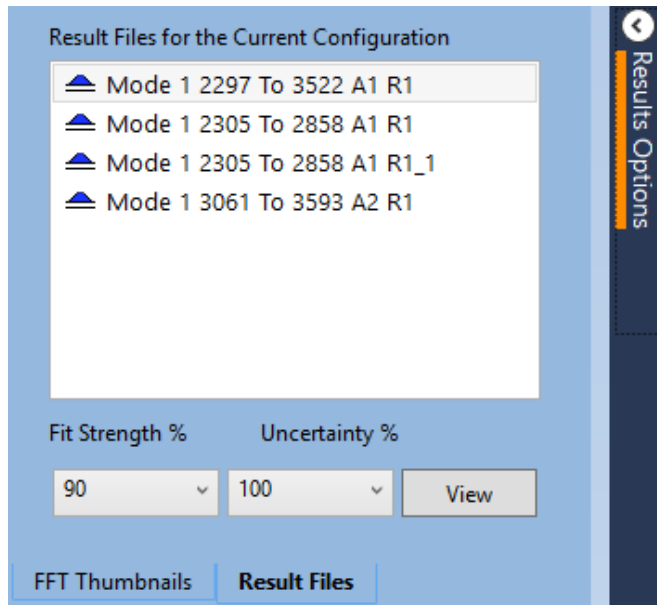 Result Files for the Current Configuration
Mode 1 2297 To 3522 A1 R1
Mode 1 2305 To 2858 A1 R1
Mode 1 2305 To 2858 A1 R1_1
Mode 1 3061 To 3593 A2 R1
Fit Strength % Uncertainty %
90 100 View
FFT Thumbnails Result Files
Results Options